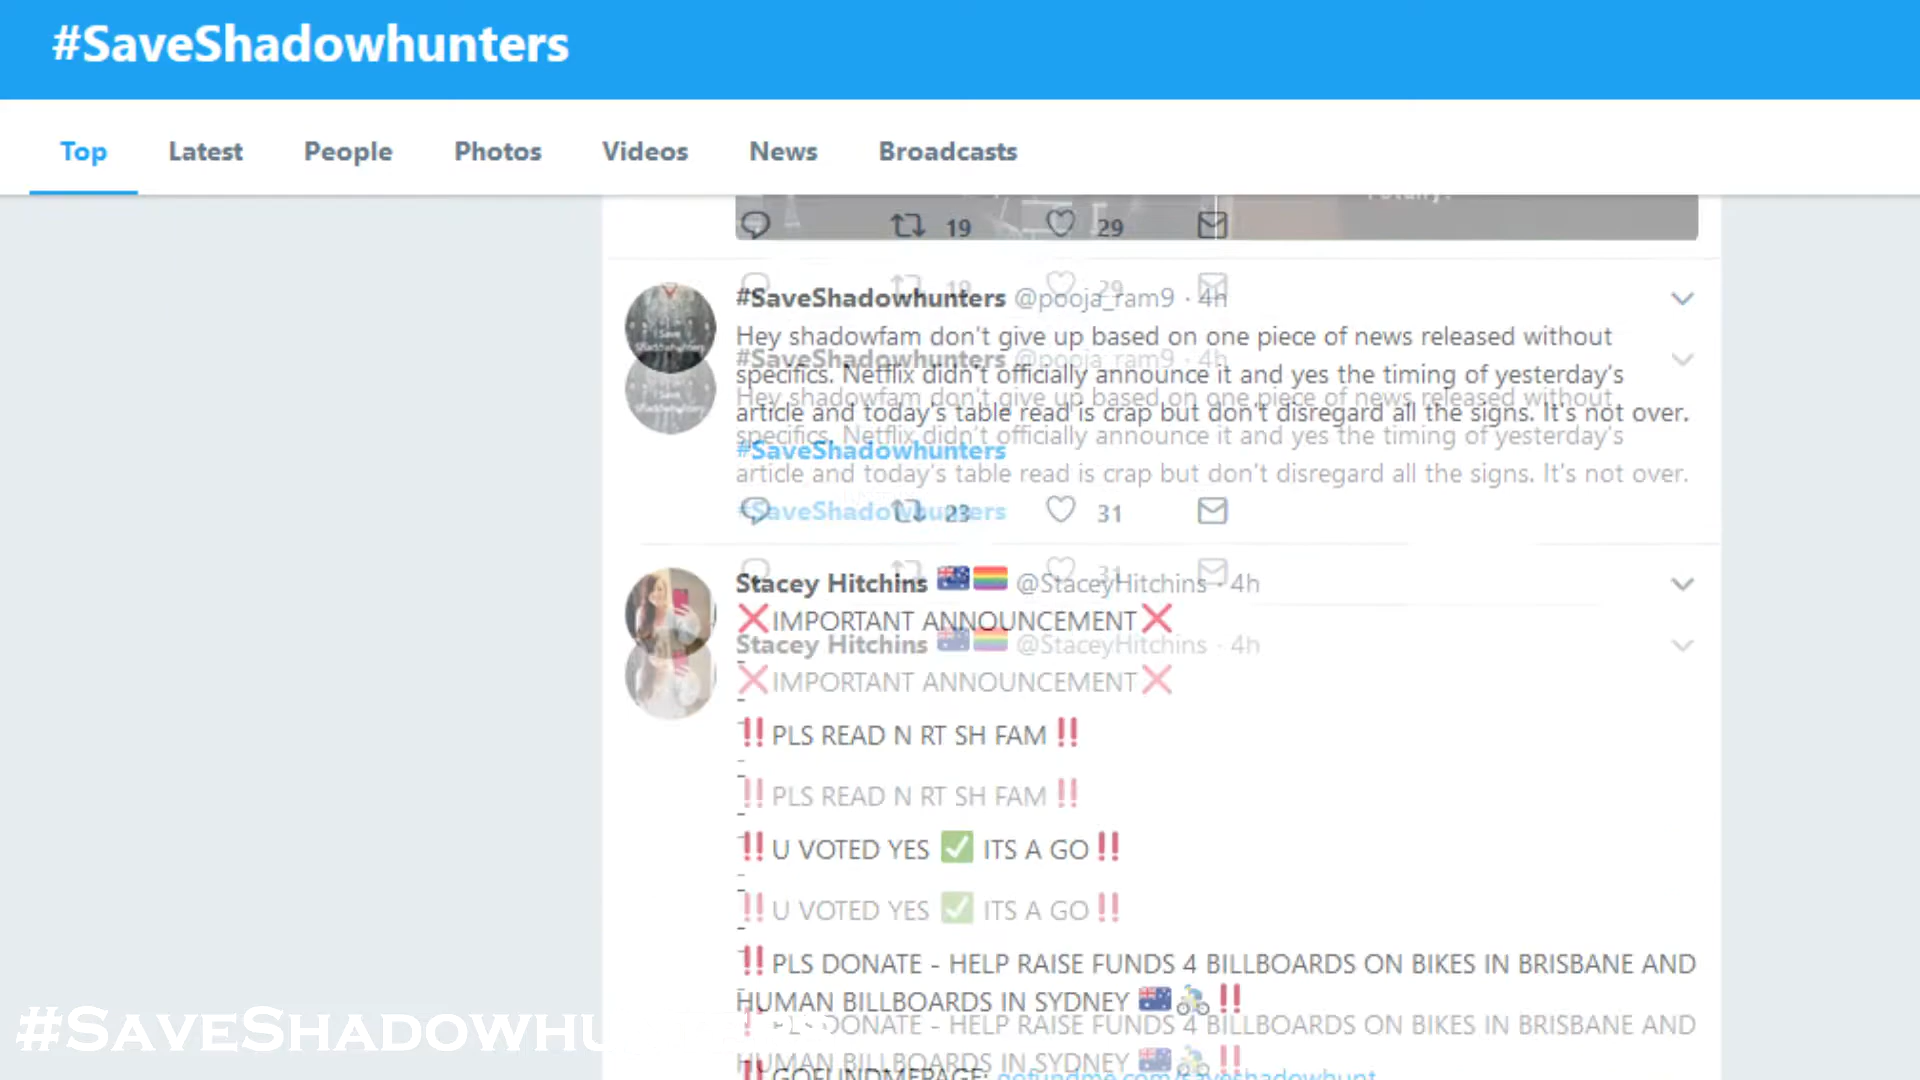 #SaveShadowhunters
Top Latest People Photos Videos News Broadcasts
19 29
#SaveShadowhunters @pooja_ram9 · 4h
Hey shadowfam don't give up based on one piece of news released without
specifics. Netflix didn't officially announce it and yes the timing of yesterday's
article and today's table read is crap but don't disregard all the signs. It's not over.
#SaveShadowhunters
23 31
Stacey Hitchins @StaceyHitchins · 4h
❌IMPORTANT ANNOUNCEMENT❌
-
‼PLS READ N RT SH FAM‼
-
‼U VOTED YES ✅ ITS A GO‼
-
‼PLS DONATE - HELP RAISE FUNDS 4 BILLBOARDS ON BIKES IN BRISBANE AND
HUMAN BILLBOARDS IN SYDNEY 🇦🇺🚴‼
‼GOFUNDMEPAGE: gofundme.com/saveshadowhunt